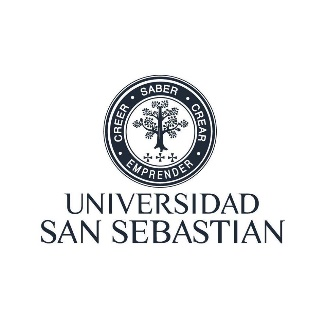 CREER · SABER · CREAR
· EMPRENDER ·
UNIVERSIDAD
SAN SEBASTIAN